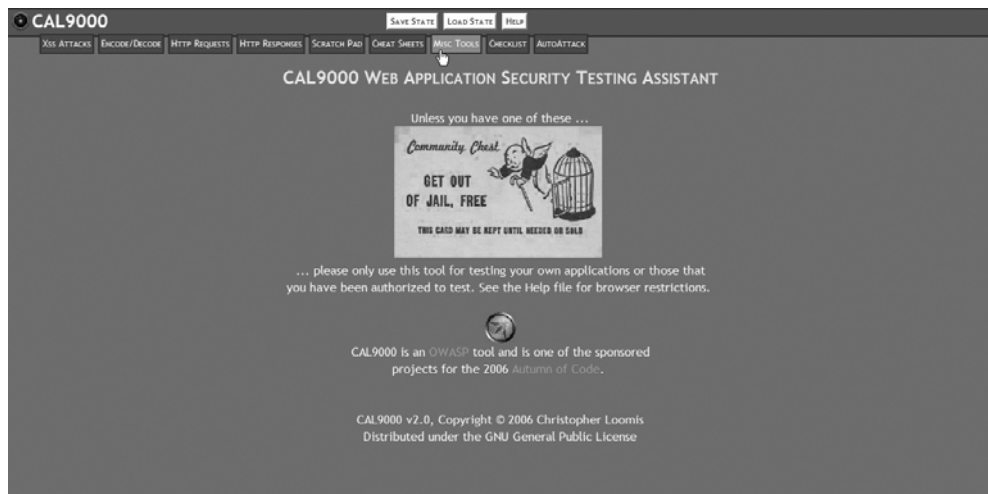 CAL9000
SAVE STATE
LOAD STATE
HELP
XSS ATTACKS
ENCODE/DECODE
HTTP REQUESTS
HTTP RESPONSES
SCRATCH PAD
CHEAT SHEETS
MISC TOOLS
CHECKLIST
AUTOATTACK
CAL9000 WEB APPLICATION SECURITY TESTING ASSISTANT
Unless you have one of these ...
Community Chest
GET OUT
OF JAIL, FREE
THIS CARD MAY BE KEPT UNTIL NEEDED OR SOLD
... please only use this tool for testing your own applications or those that
you have been authorized to test. See the Help file for browser restrictions.
CAL9000 is an OWASP tool and is one of the sponsored
projects for the 2006 Autumn of Code.
CAL9000 v2.0, Copyright © 2006 Christopher Loomis
Distributed under the GNU General Public License